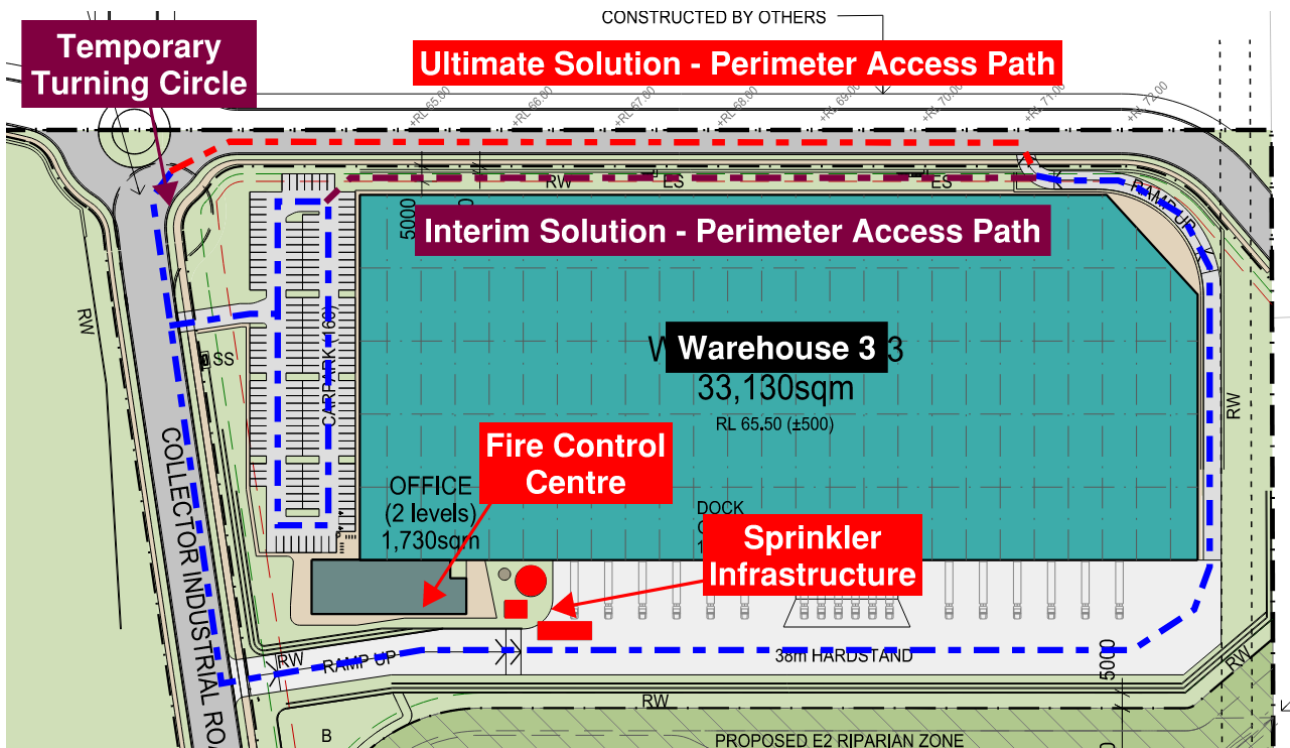 CONSTRUCTED BY OTHERS
Temporary
Turning Circle
Ultimate Solution - Perimeter Access Path
+RL 65.00
+RL 66.00
+RL 67.00
+RL 68.00
+RL 69.00
+RL 70.00
+RL 71.00
+RL 72.00
RW
ES
ES
RAMP UP
5000
Interim Solution - Perimeter Access Path
RW
CARPARK (160)
SS
Warehouse 3
3
33,130sqm
RL 65.50 (±500)
RW
COLLECTOR INDUSTRIAL ROA
Fire Control
Centre
OFFICE
(2 levels)
1,730sqm
DOCK
Sprinkler
Infrastructure
RW
RAMP UP
38m HARDSTAND
5000
RW
RW
B
PROPOSED E2 RIPARIAN ZONE